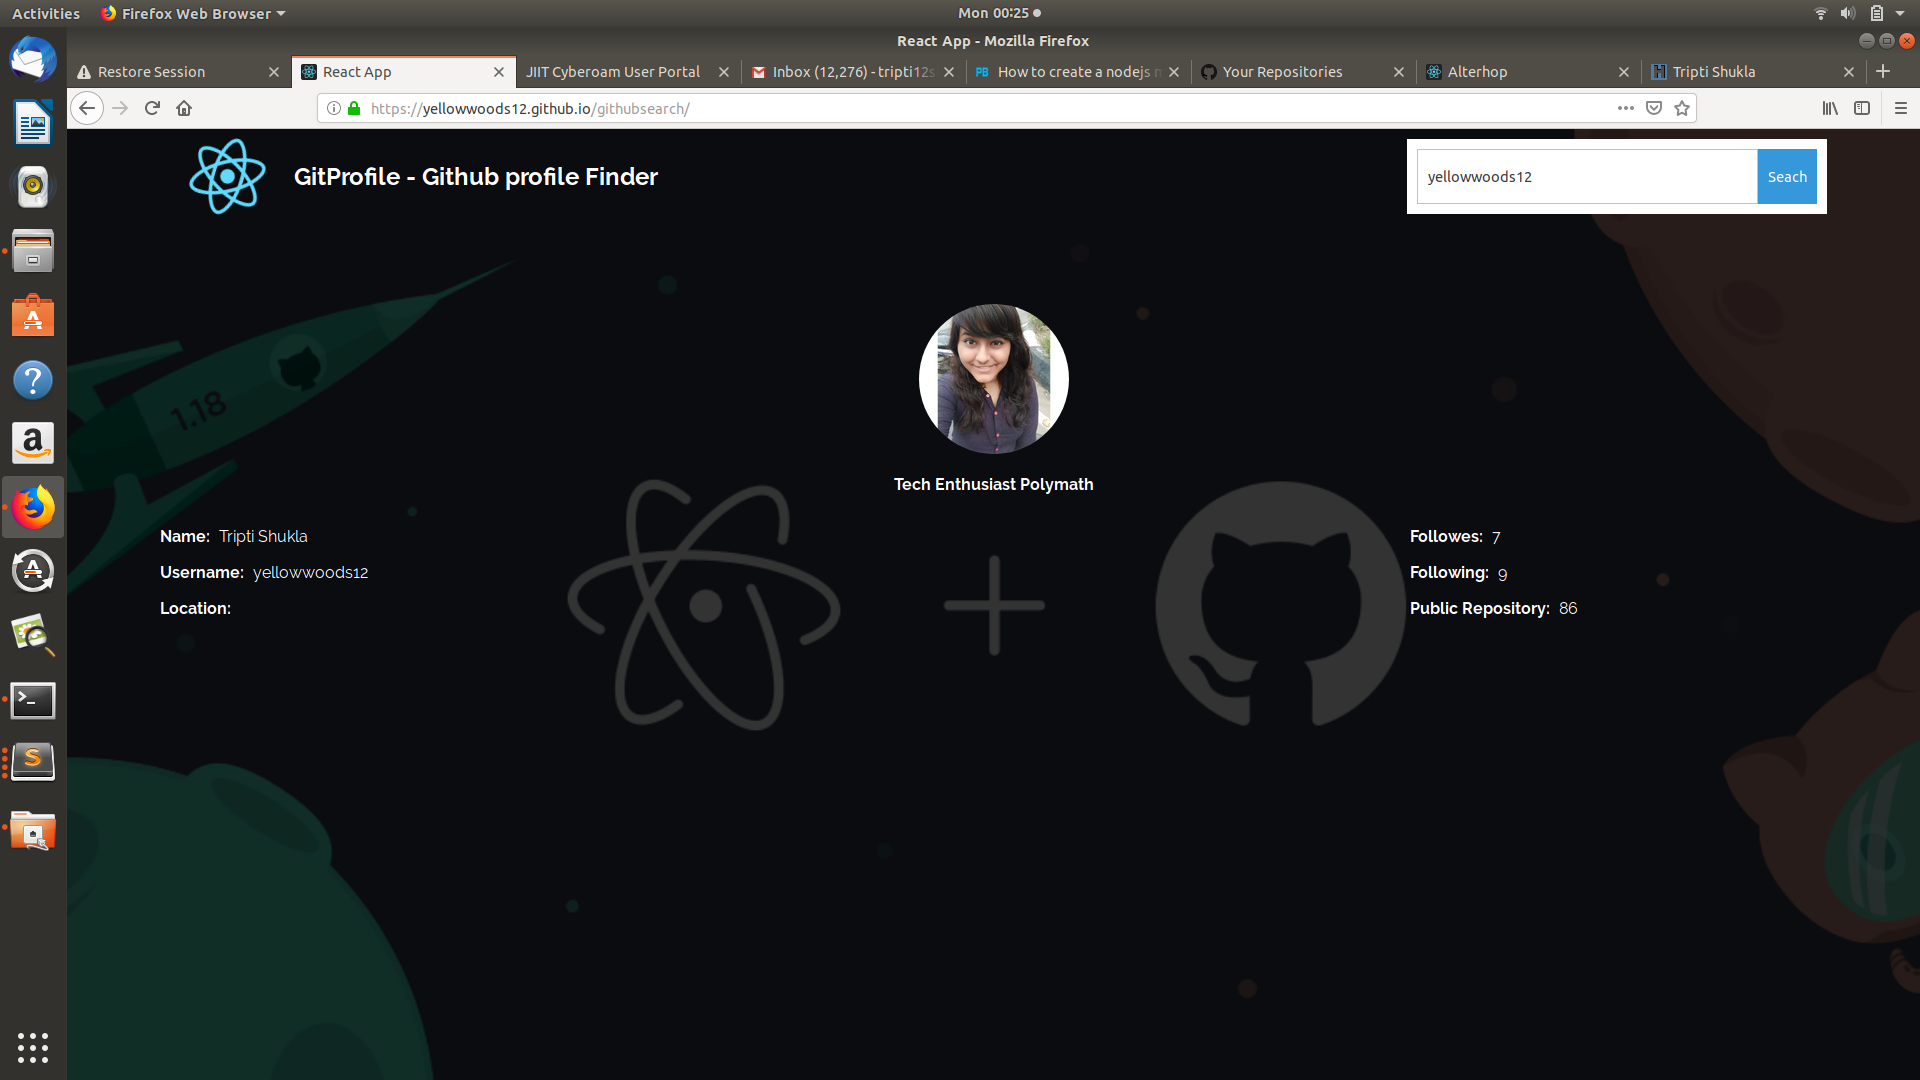 Activities Firefox Web Browser Mon 00:25
React App - Mozilla Firefox
Restore Session React App JIIT Cyberoam User Portal Inbox (12,276) - tripti12s How to create a nodejs Your Repositories Alterhop Tripti Shukla
https://yellowwoods12.github.io/githubsearch/
GitProfile - Github profile Finder yellowwoods12 Seach
1.18
Tech Enthusiast Polymath
Name: Tripti Shukla
Username: yellowwoods12
Location:
Followes: 7
Following: 9
Public Repository: 86